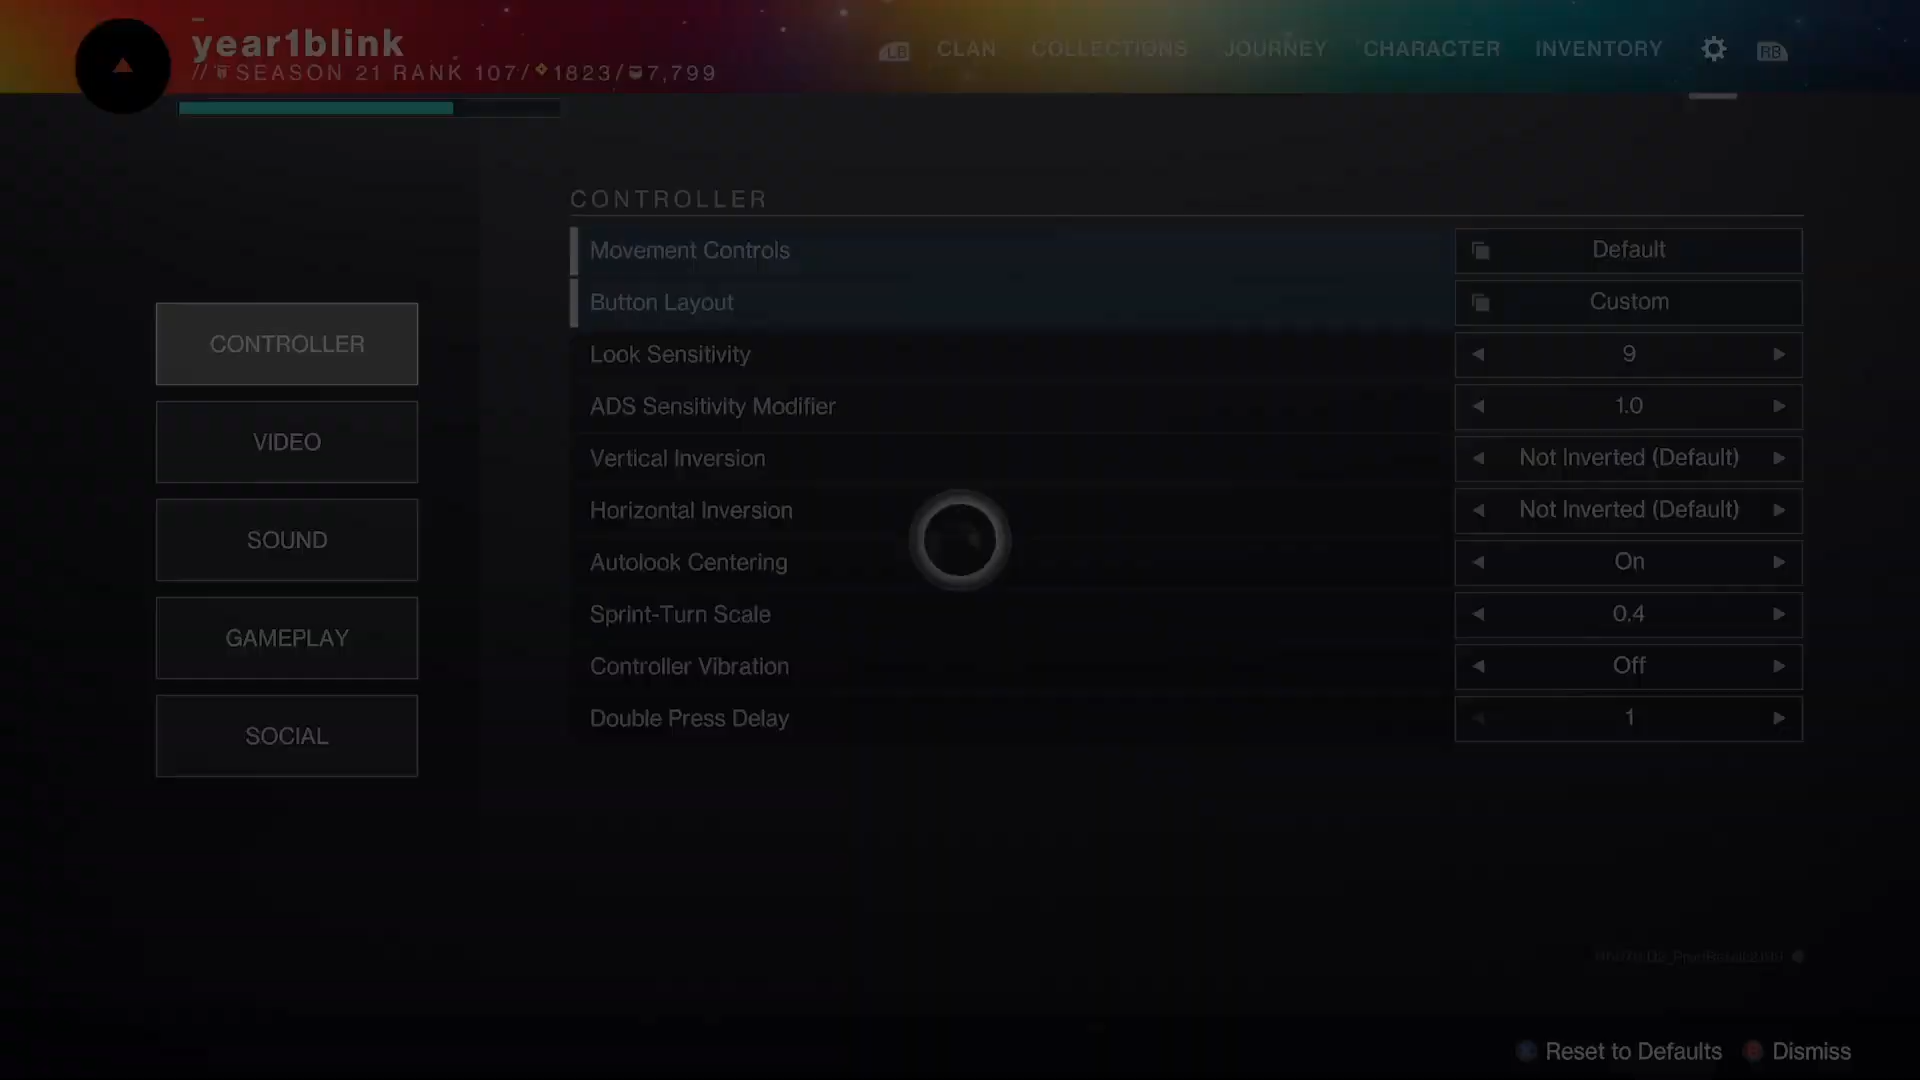 year1blink
// SEASON 21 RANK 107/1823/7,799
LB CLAN COLLECTIONS JOURNEY CHARACTER INVENTORY RB
CONTROLLER
VIDEO
SOUND
GAMEPLAY
SOCIAL
CONTROLLER
Movement Controls Default
Button Layout Custom
Look Sensitivity 9
ADS Sensitivity Modifier 1.0
Vertical Inversion Not Inverted (Default)
Horizontal Inversion Not Inverted (Default)
Autolook Centering On
Sprint-Turn Scale 0.4
Controller Vibration Off
Double Press Delay 1
Reset to Defaults Dismiss